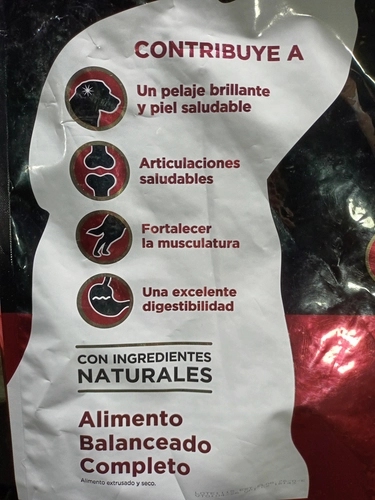 CONTRIBUYE A
Un pelaje brillante
y piel saludable
Articulaciones
saludables
Fortalecer
la musculatura
Una excelente
digestibilidad
CON INGREDIENTES
NATURALES
Alimento
Balanceado
Completo
Alimento extrusado y seco.